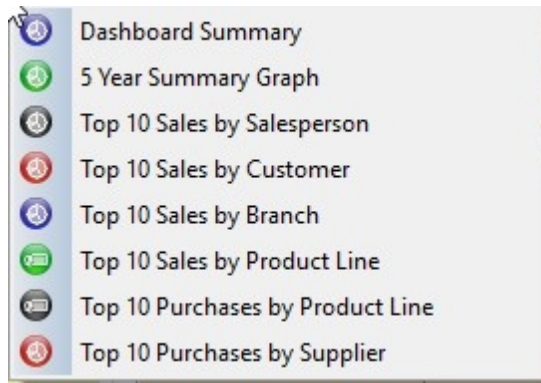 Dashboard Summary
5 Year Summary Graph
Top 10 Sales by Salesperson
Top 10 Sales by Customer
Top 10 Sales by Branch
Top 10 Sales by Product Line
Top 10 Purchases by Product Line
Top 10 Purchases by Supplier